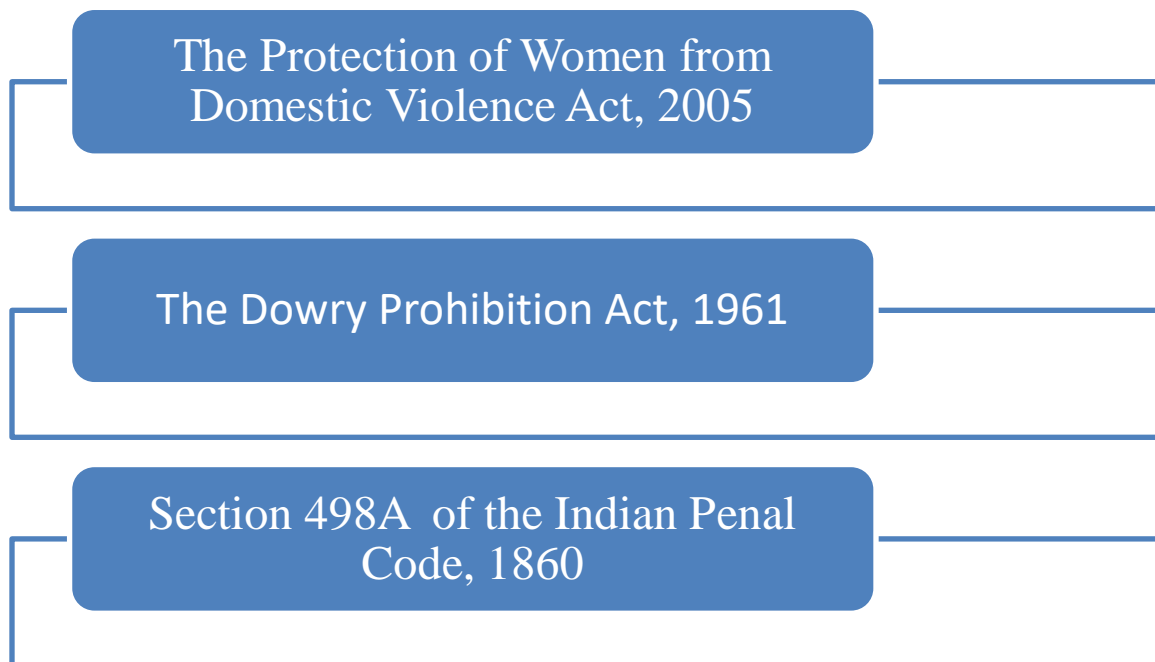 The Protection of Women from
Domestic Violence Act, 2005
The Dowry Prohibition Act, 1961
Section 498A  of the Indian Penal
Code, 1860